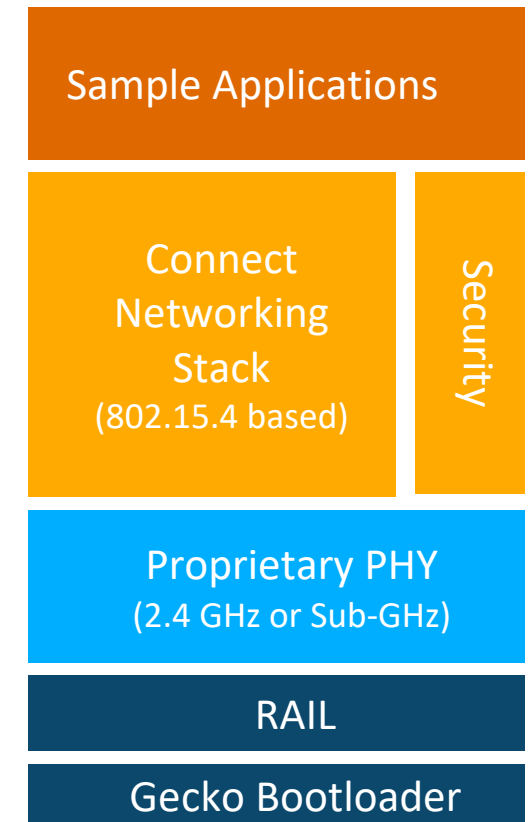 Sample Applications
Connect
Networking
Stack
(802.15.4 based)
Security
Proprietary PHY
(2.4 GHz or Sub-GHz)
RAIL
Gecko Bootloader